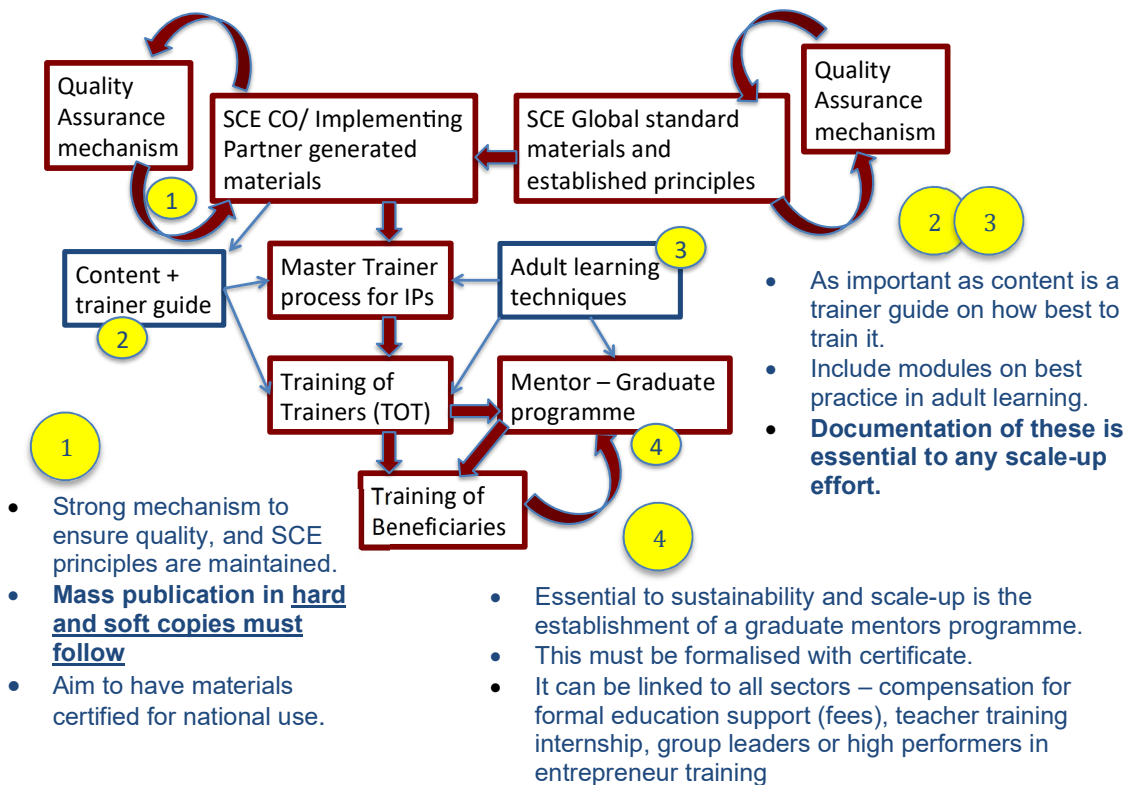 Quality
Assurance
mechanism
SCE CO/ Implementing
Partner generated
materials
SCE Global standard
materials and
established principles
Quality
Assurance
mechanism
1
2
3
Content +
trainer guide
2
Master Trainer
process for IPs
Adult learning
techniques
3
• As important as content is a
trainer guide on how best to
train it.
• Include modules on best
practice in adult learning.
• Documentation of these is
essential to any scale-up
effort.
Training of
Trainers (TOT)
Mentor – Graduate
programme
4
Training of
Beneficiaries
1
• Strong mechanism to
ensure quality, and SCE
principles are maintained.
• Mass publication in hard
and soft copies must
follow
• Aim to have materials
certified for national use.
4
• Essential to sustainability and scale-up is the
establishment of a graduate mentors programme.
• This must be formalised with certificate.
• It can be linked to all sectors – compensation for
formal education support (fees), teacher training
internship, group leaders or high performers in
entrepreneur training